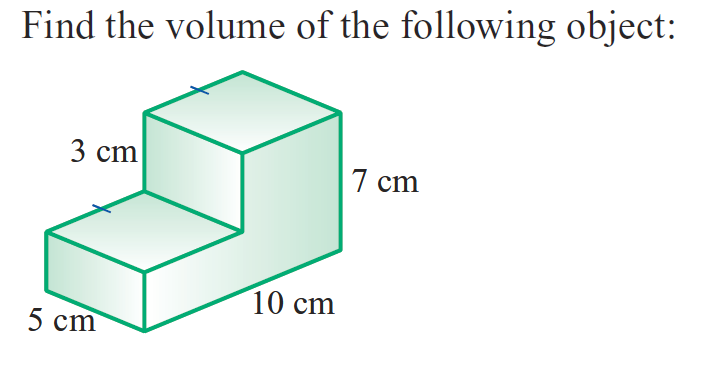 Find the volume of the following object:
3 cm
7 cm
10 cm
5 cm